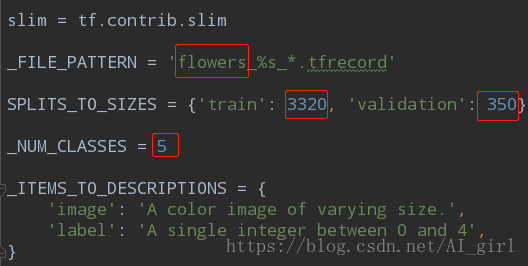 slim = tf.contrib.slim
_FILE_PATTERN = 'flowers_%s_*.tfrecord'
SPLITS_TO_SIZES = {'train': 3320, 'validation': 350}
_NUM_CLASSES = 5
_ITEMS_TO_DESCRIPTIONS = {
'image': 'A color image of varying size.',
'label': 'A single integer between 0 and 4',
}
https://blog.csdn.net/AI_girl